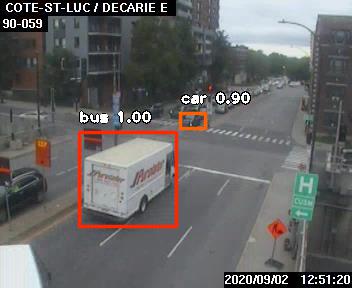 COTE-ST-LUC / DECARIE E
90-059
car 0.90
bus 1.00
Purolator
H
CUSM
2020/09/02 12:51:20